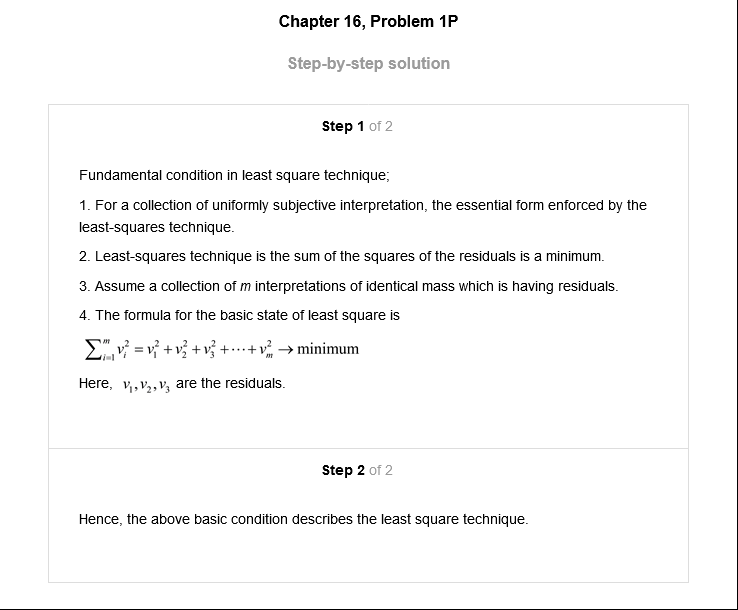 Chapter 16, Problem 1P
Step-by-step solution
Step 1 of 2
Fundamental condition in least square technique;
1. For a collection of uniformly subjective interpretation, the essential form enforced by the
least-squares technique.
2. Least-squares technique is the sum of the squares of the residuals is a minimum.
3. Assume a collection of m interpretations of identical mass which is having residuals.
4. The formula for the basic state of least square is
∑_{i=1}^{m} v_i^2 = v_1^2 + v_2^2 + v_3^2 + ⋯ + v_m^2 → minimum
Here, v_1, v_2, v_3 are the residuals.
Step 2 of 2
Hence, the above basic condition describes the least square technique.